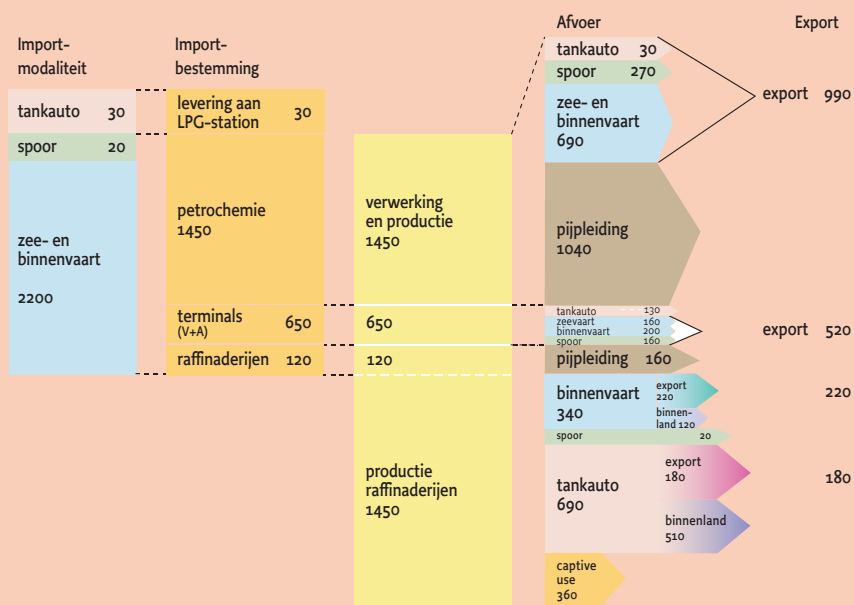 Import-
modaliteit
tankauto 30
spoor 20
zee- en
binnenvaart
2200
Import-
bestemming
levering aan
LPG-station 30
petrochemie
1450
terminals
(V+A) 650
raffinaderijen 120
verwerking
en productie
1450
650
120
productie
raffinaderijen
1450
Afvoer
tankauto 30
spoor 270
zee- en
binnenvaart
690
pijpleiding
1040
tankauto 130
zeevaart 160
binnenvaart 200
spoor 160
pijpleiding 160
binnenvaart
340
export
220
binnen-
land 120
spoor 20
tankauto
690
export
180
binnenland
510
captive
use
360
Export
export 990
export 520
220
180